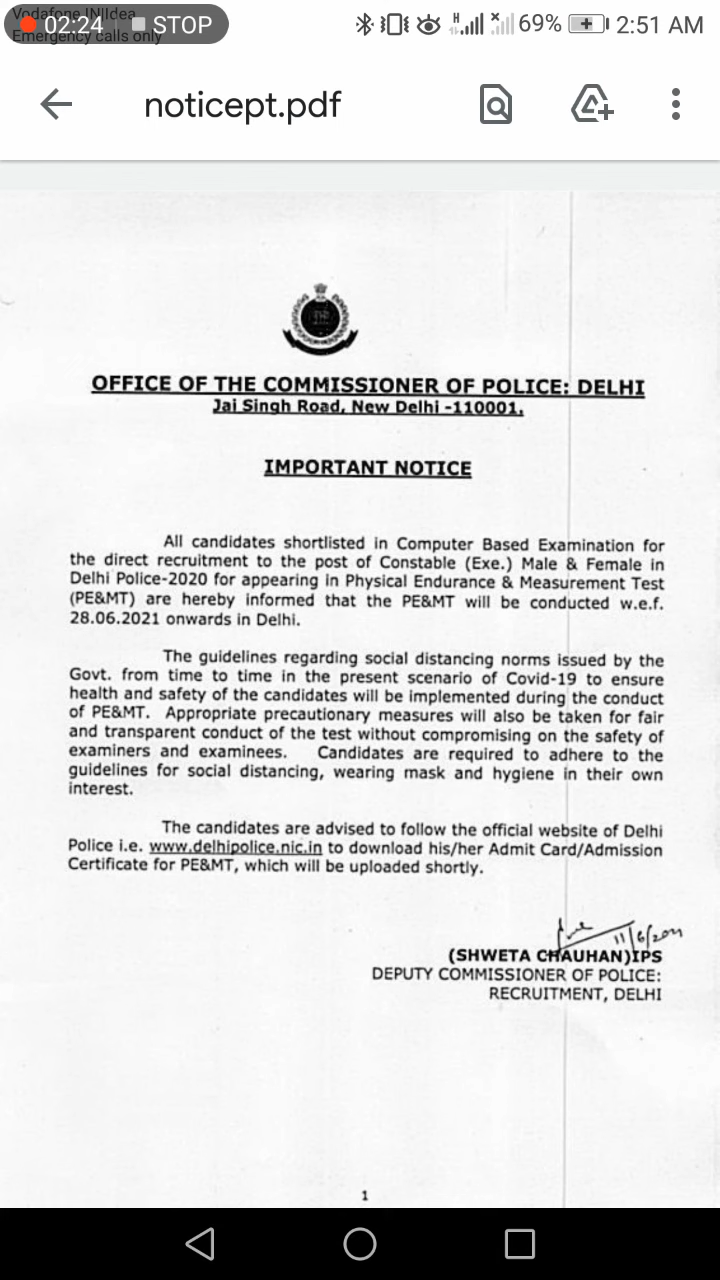 Vodafone IN|Idea
Emergency calls only
02:24 STOP
69% 2:51 AM
noticept.pdf
OFFICE OF THE COMMISSIONER OF POLICE: DELHI
Jai Singh Road, New Delhi -110001.
IMPORTANT NOTICE
All candidates shortlisted in Computer Based Examination for
the direct recruitment to the post of Constable (Exe.) Male & Female in
Delhi Police-2020 for appearing in Physical Endurance & Measurement Test
(PE&MT) are hereby informed that the PE&MT will be conducted w.e.f.
28.06.2021 onwards in Delhi.
The guidelines regarding social distancing norms issued by the
Govt. from time to time in the present scenario of Covid-19 to ensure
health and safety of the candidates will be implemented during the conduct
of PE&MT. Appropriate precautionary measures will also be taken for fair
and transparent conduct of the test without compromising on the safety of
examiners and examinees. Candidates are required to adhere to the
guidelines for social distancing, wearing mask and hygiene in their own
interest.
The candidates are advised to follow the official website of Delhi
Police i.e. www.delhipolice.nic.in to download his/her Admit Card/Admission
Certificate for PE&MT, which will be uploaded shortly.
11/6/2021
(SHWETA CHAUHAN)IPS
DEPUTY COMMISSIONER OF POLICE:
RECRUITMENT, DELHI
1